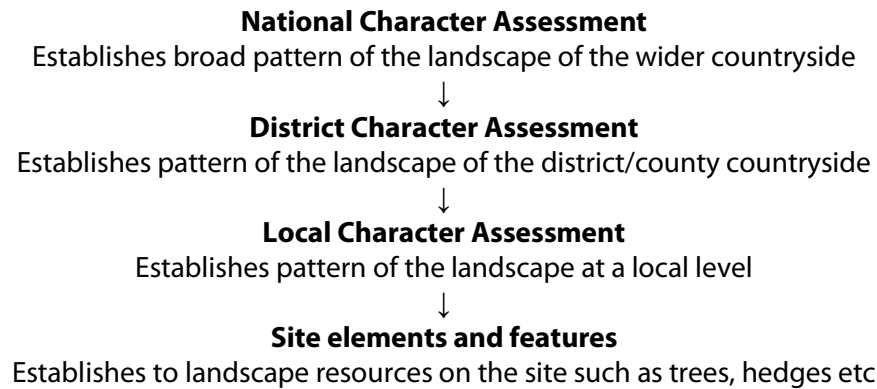 National Character Assessment
Establishes broad pattern of the landscape of the wider countryside
↓
District Character Assessment
Establishes pattern of the landscape of the district/county countryside
↓
Local Character Assessment
Establishes pattern of the landscape at a local level
↓
Site elements and features
Establishes to landscape resources on the site such as trees, hedges etc